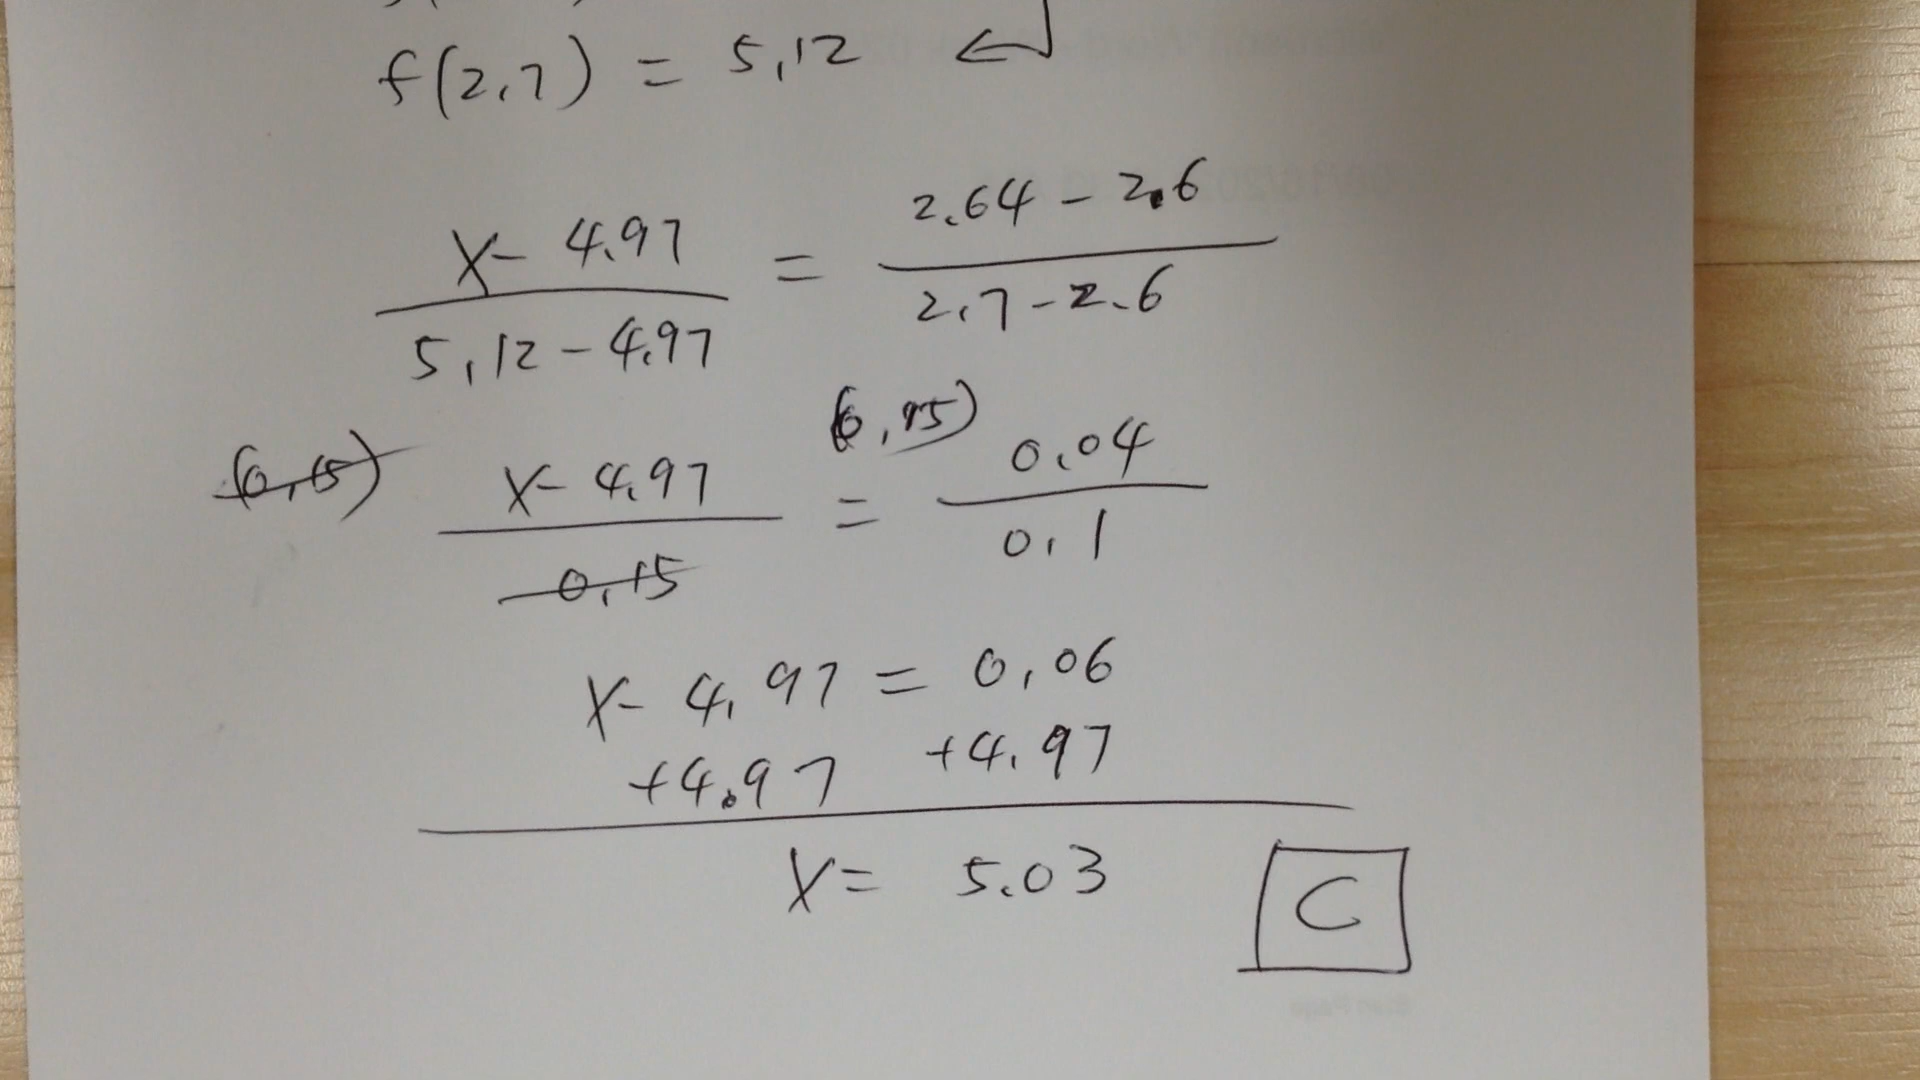 f(2.7) = 5.12 ↵
x - 4.97 / 5.12 - 4.97 = 2.64 - 2.6 / 2.7 - 2.6
(0.15) x - 4.97 / 0.15 = (0.15) 0.04 / 0.1
x - 4.97 = 0.06
+4.97 +4.97
x = 5.03 C